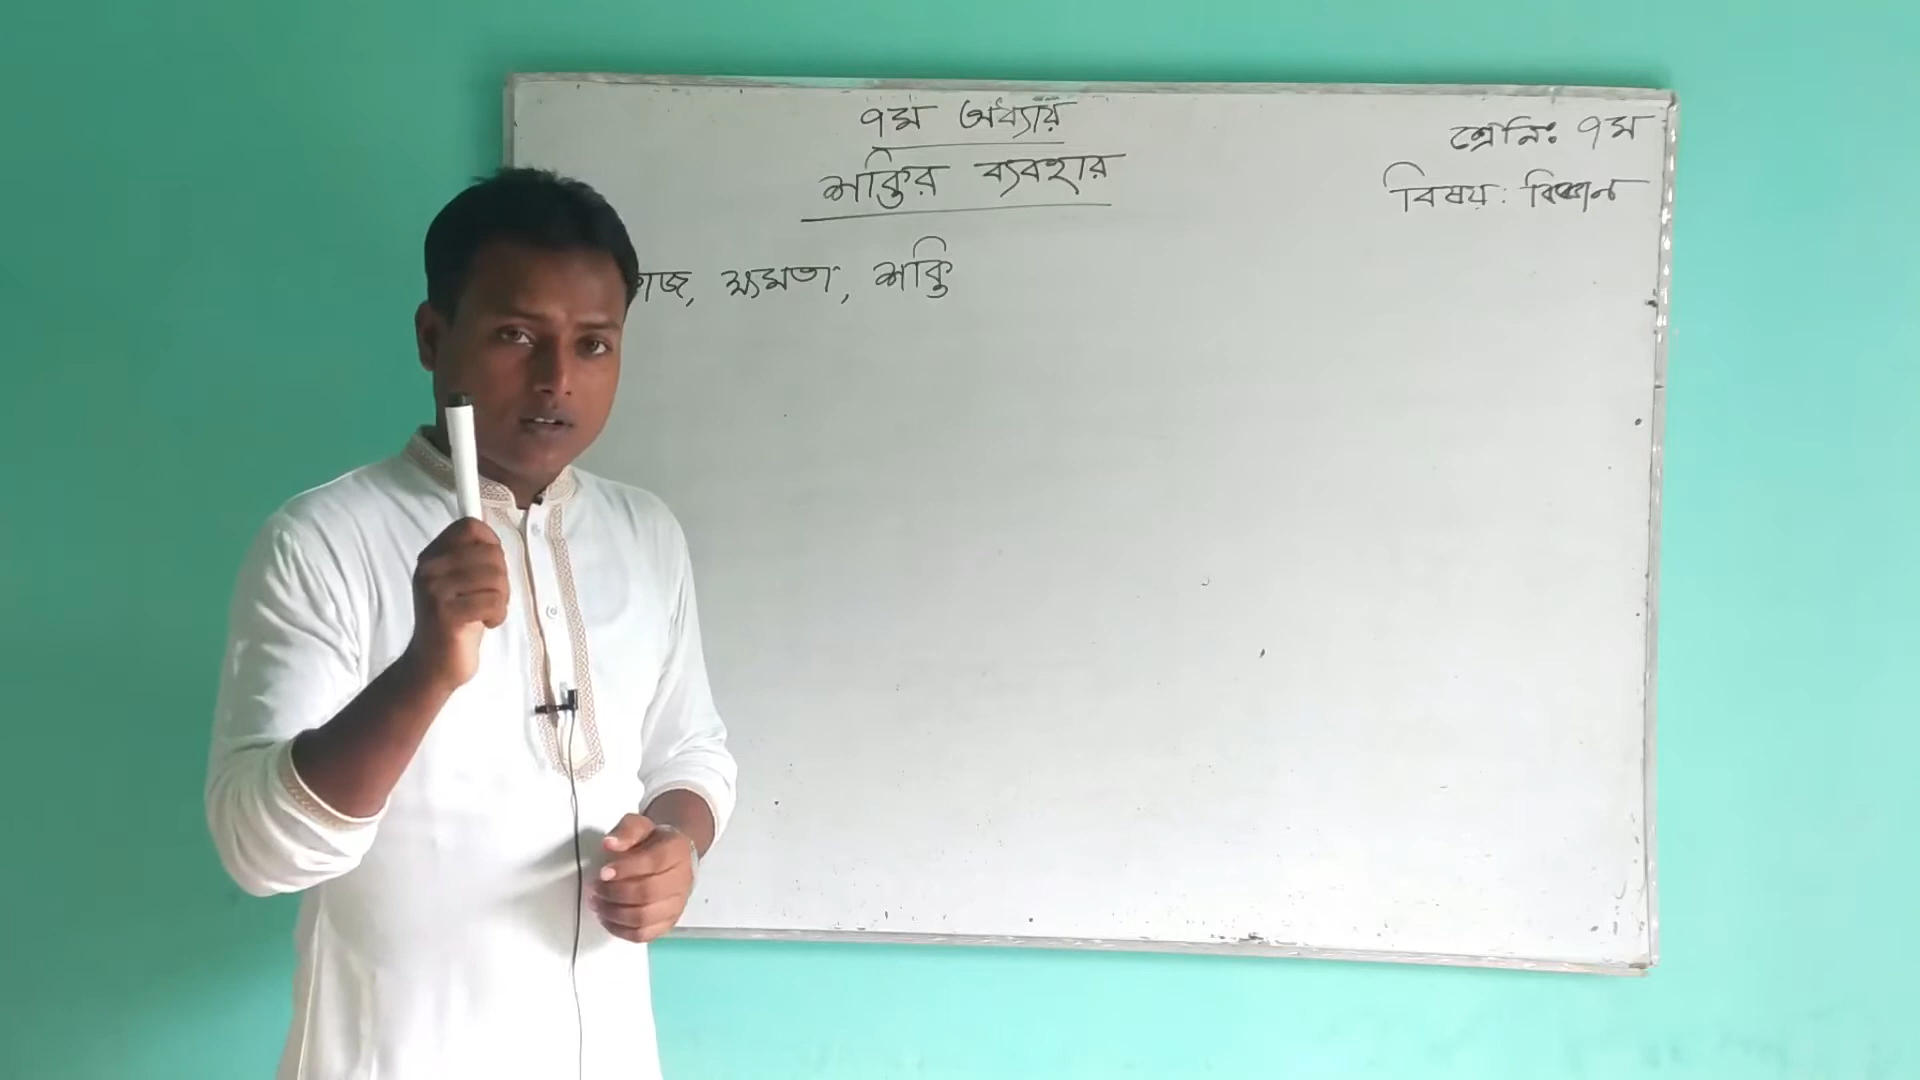 ৭ম অধ্যায়
শক্তির ব্যবহার
শ্রেনিঃ ৭ম
বিষয়: বিজ্ঞান
কাজ, ক্ষমতা, শক্তি